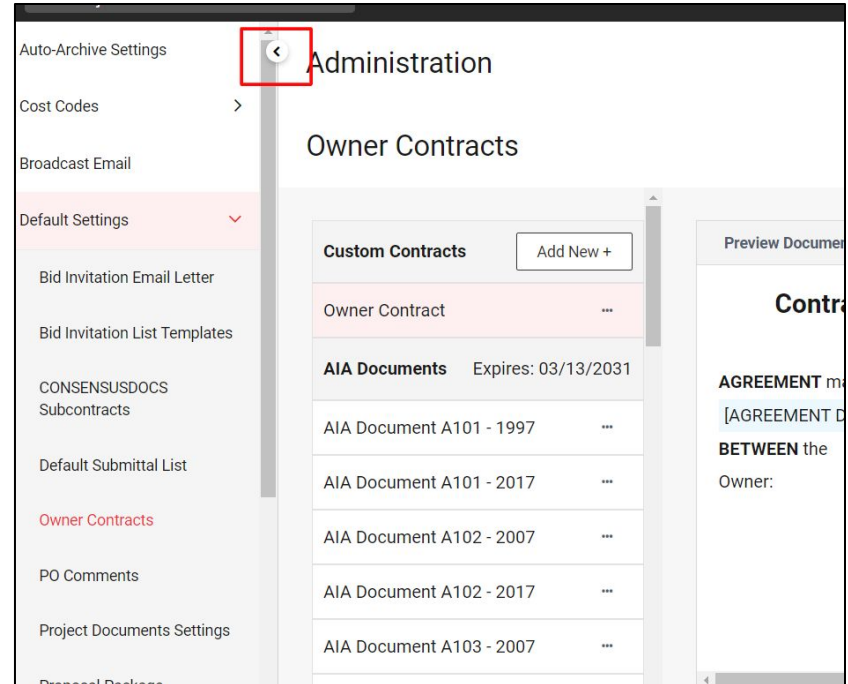 Auto-Archive Settings
Cost Codes
Broadcast Email
Default Settings
Bid Invitation Email Letter
Bid Invitation List Templates
CONSENSUSDOCS
Subcontracts
Default Submittal List
Owner Contracts
PO Comments
Project Documents Settings
Administration
Owner Contracts
Custom Contracts
Add New +
Owner Contract
AIA Documents Expires: 03/13/2031
AIA Document A101 - 1997
AIA Document A101 - 2017
AIA Document A102 - 2007
AIA Document A102 - 2017
AIA Document A103 - 2007
Preview
AGREEMENT
[AGREEMENT
BETWEEN the
Owner: